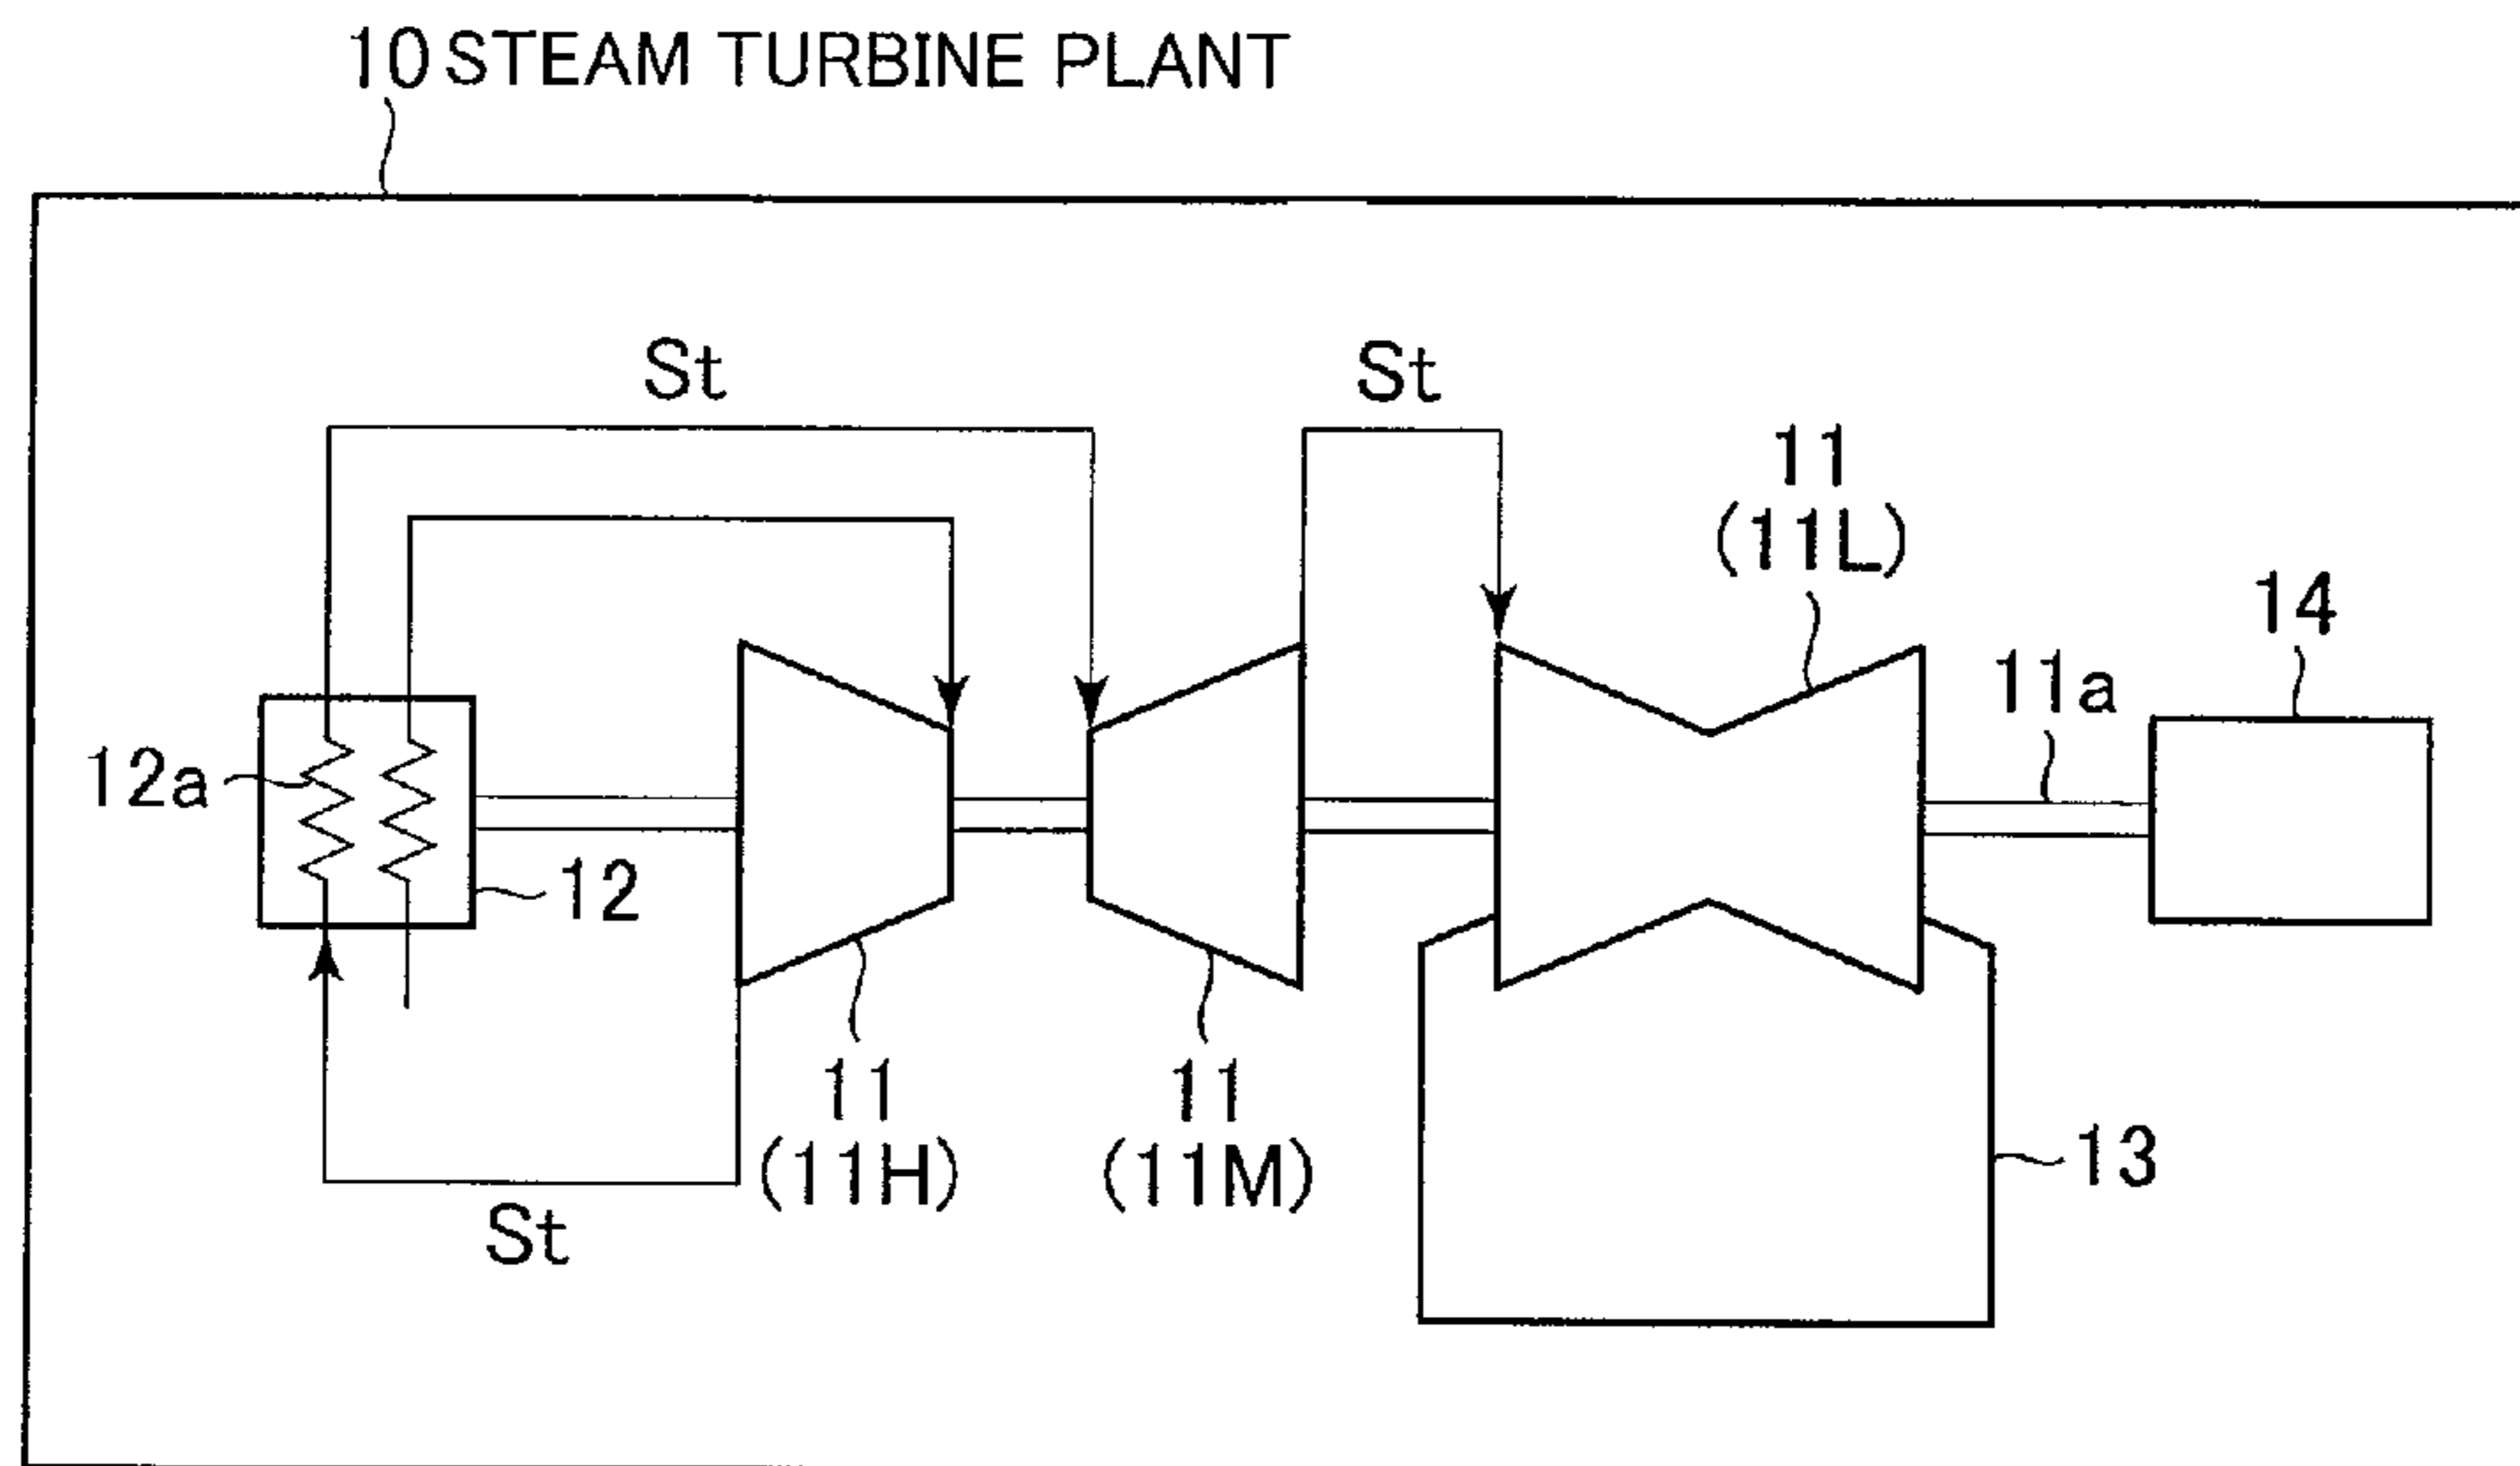 10 STEAM TURBINE PLANT
St
St
11
(11L)
14
11a
12a
12
11
(11H)
11
(11M)
13
St